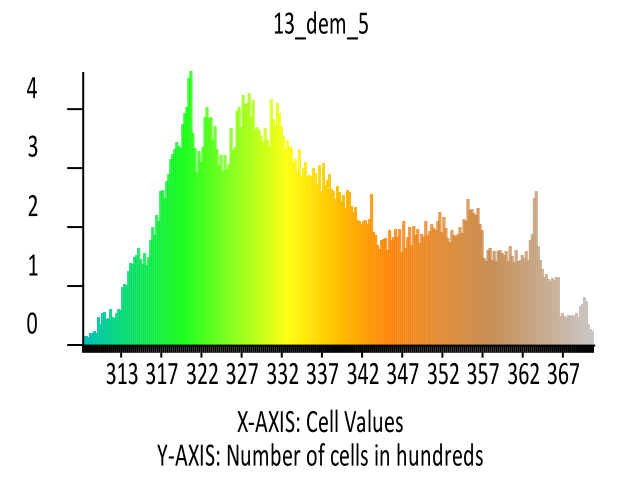 13_dem_5
4
3
2
1
0
313 317 322 327 332 337 342 347 352 357 362 367
X-AXIS: Cell Values
Y-AXIS: Number of cells in hundreds